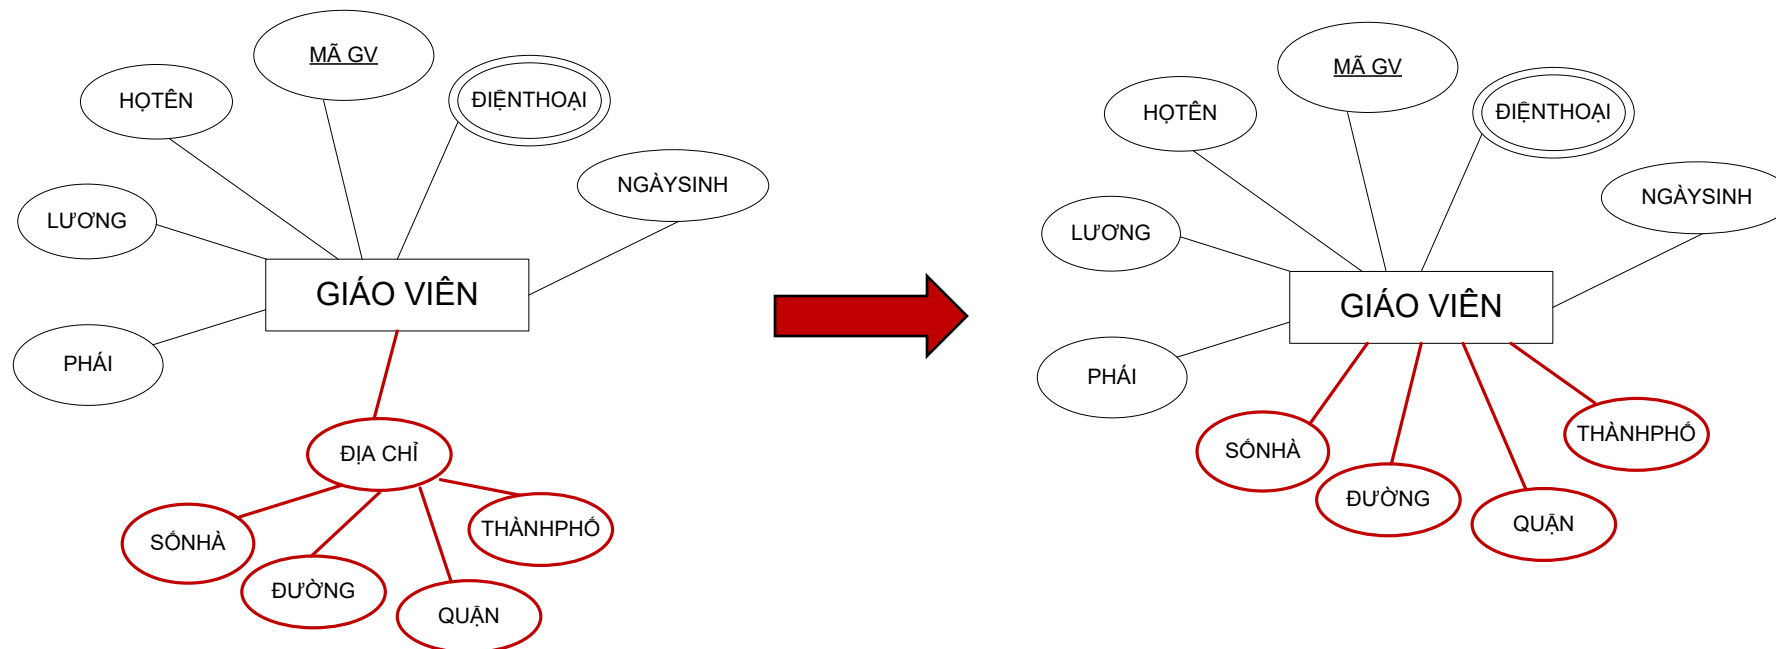 MÃ GV
HỌTÊN
ĐIỆNTHOẠI
NGÀYSINH
LƯƠNG
GIÁO VIÊN
PHÁI
ĐỊA CHỈ
SỐNHÀ
THÀNHPHỐ
ĐƯỜNG
QUẬN
MÃ GV
HỌTÊN
ĐIỆNTHOẠI
NGÀYSINH
LƯƠNG
GIÁO VIÊN
PHÁI
SỐNHÀ
THÀNHPHỐ
ĐƯỜNG
QUẬN